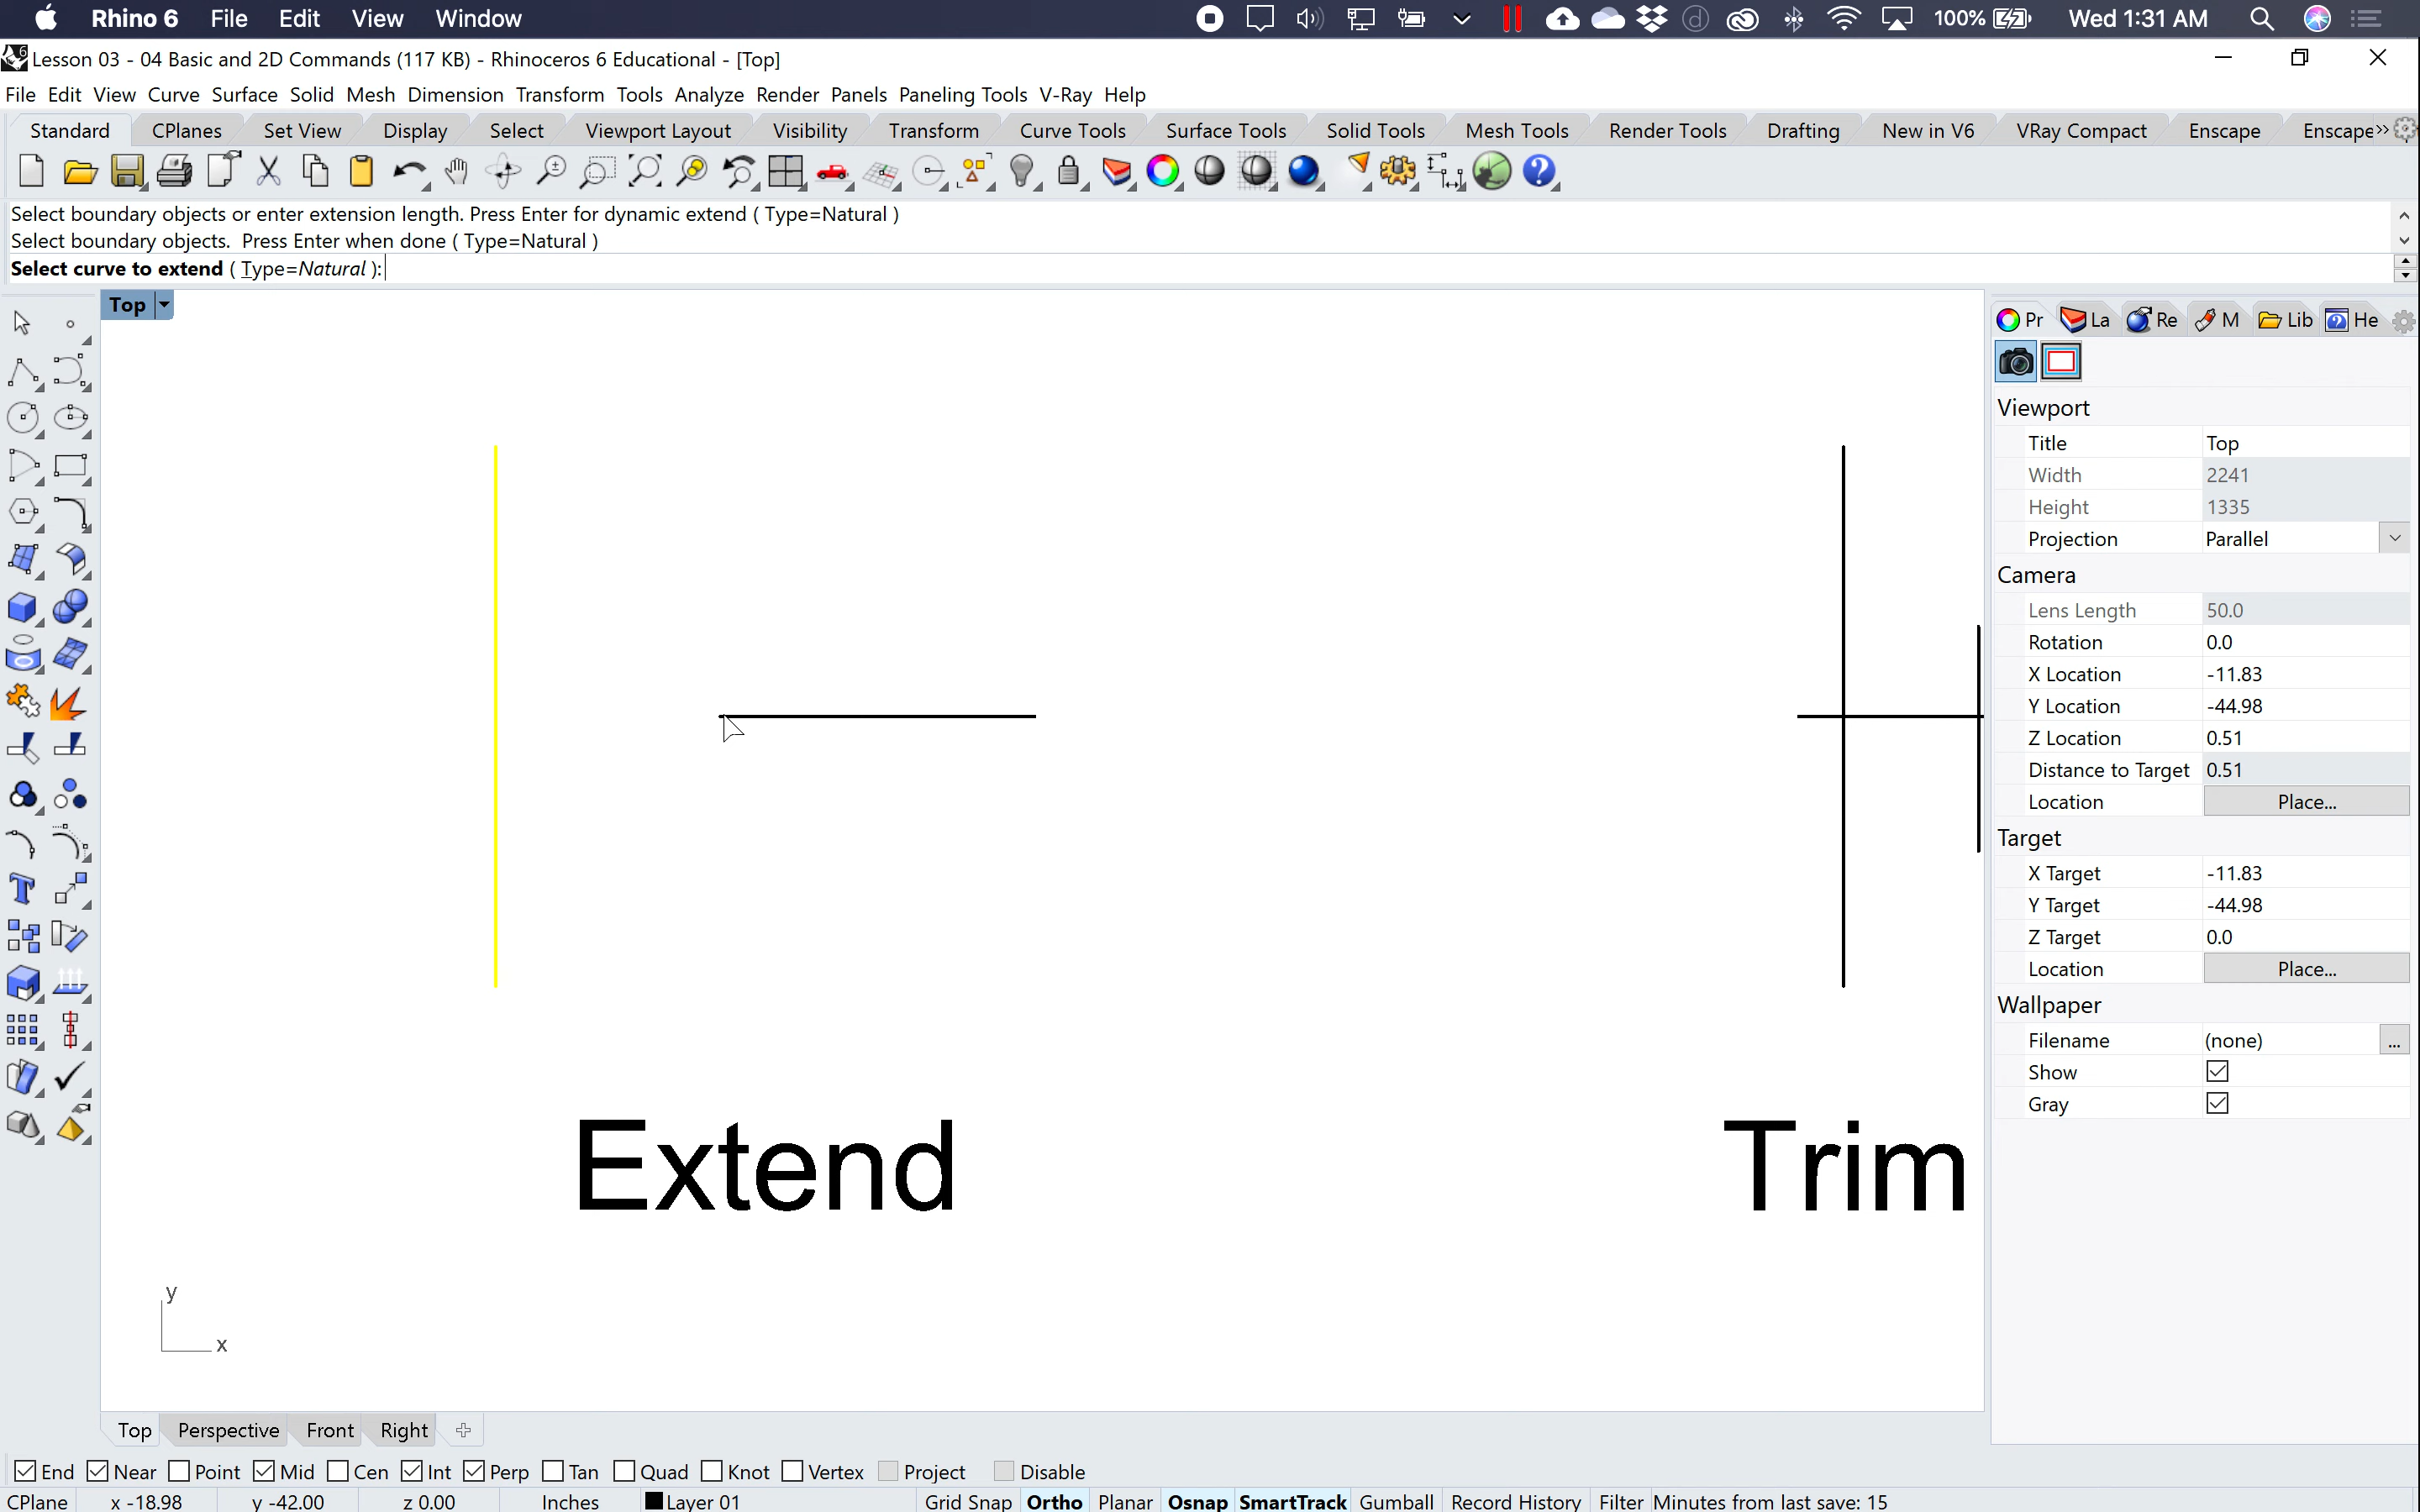 Rhino 6 File Edit View Window 100% Wed 1:31 AM
Lesson 03 - 04 Basic and 2D Commands (117 KB) - Rhinoceros 6 Educational - [Top]
File Edit View Curve Surface Solid Mesh Dimension Transform Tools Analyze Render Panels Paneling Tools V-Ray Help
Standard CPlanes Set View Display Select Viewport Layout Visibility Transform Curve Tools Surface Tools Solid Tools Mesh Tools Render Tools Drafting New in V6 VRay Compact Enscape Enscape»
Select boundary objects or enter extension length. Press Enter for dynamic extend ( Type=Natural )
Select boundary objects. Press Enter when done ( Type=Natural )
Select curve to extend ( Type=Natural ):
Top
Pr La Re M Lib He
Viewport
Title Top
Width 2241
Height 1335
Projection Parallel
Camera
Lens Length 50.0
Rotation 0.0
X Location -11.83
Y Location -44.98
Z Location 0.51
Distance to Target 0.51
Location Place...
Target
X Target -11.83
Y Target -44.98
Z Target 0.0
Location Place...
Wallpaper
Filename (none) ...
Show
Gray
Extend Trim
y
x
Top Perspective Front Right
End Near Point Mid Cen Int Perp Tan Quad Knot Vertex Project Disable
CPlane x -18.98 y -42.00 z 0.00 Inches Layer 01 Grid Snap Ortho Planar Osnap SmartTrack Gumball Record History Filter Minutes from last save: 15